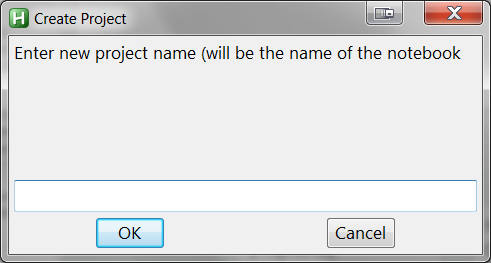 H Create Project
Enter new project name (will be the name of the notebook
OK Cancel